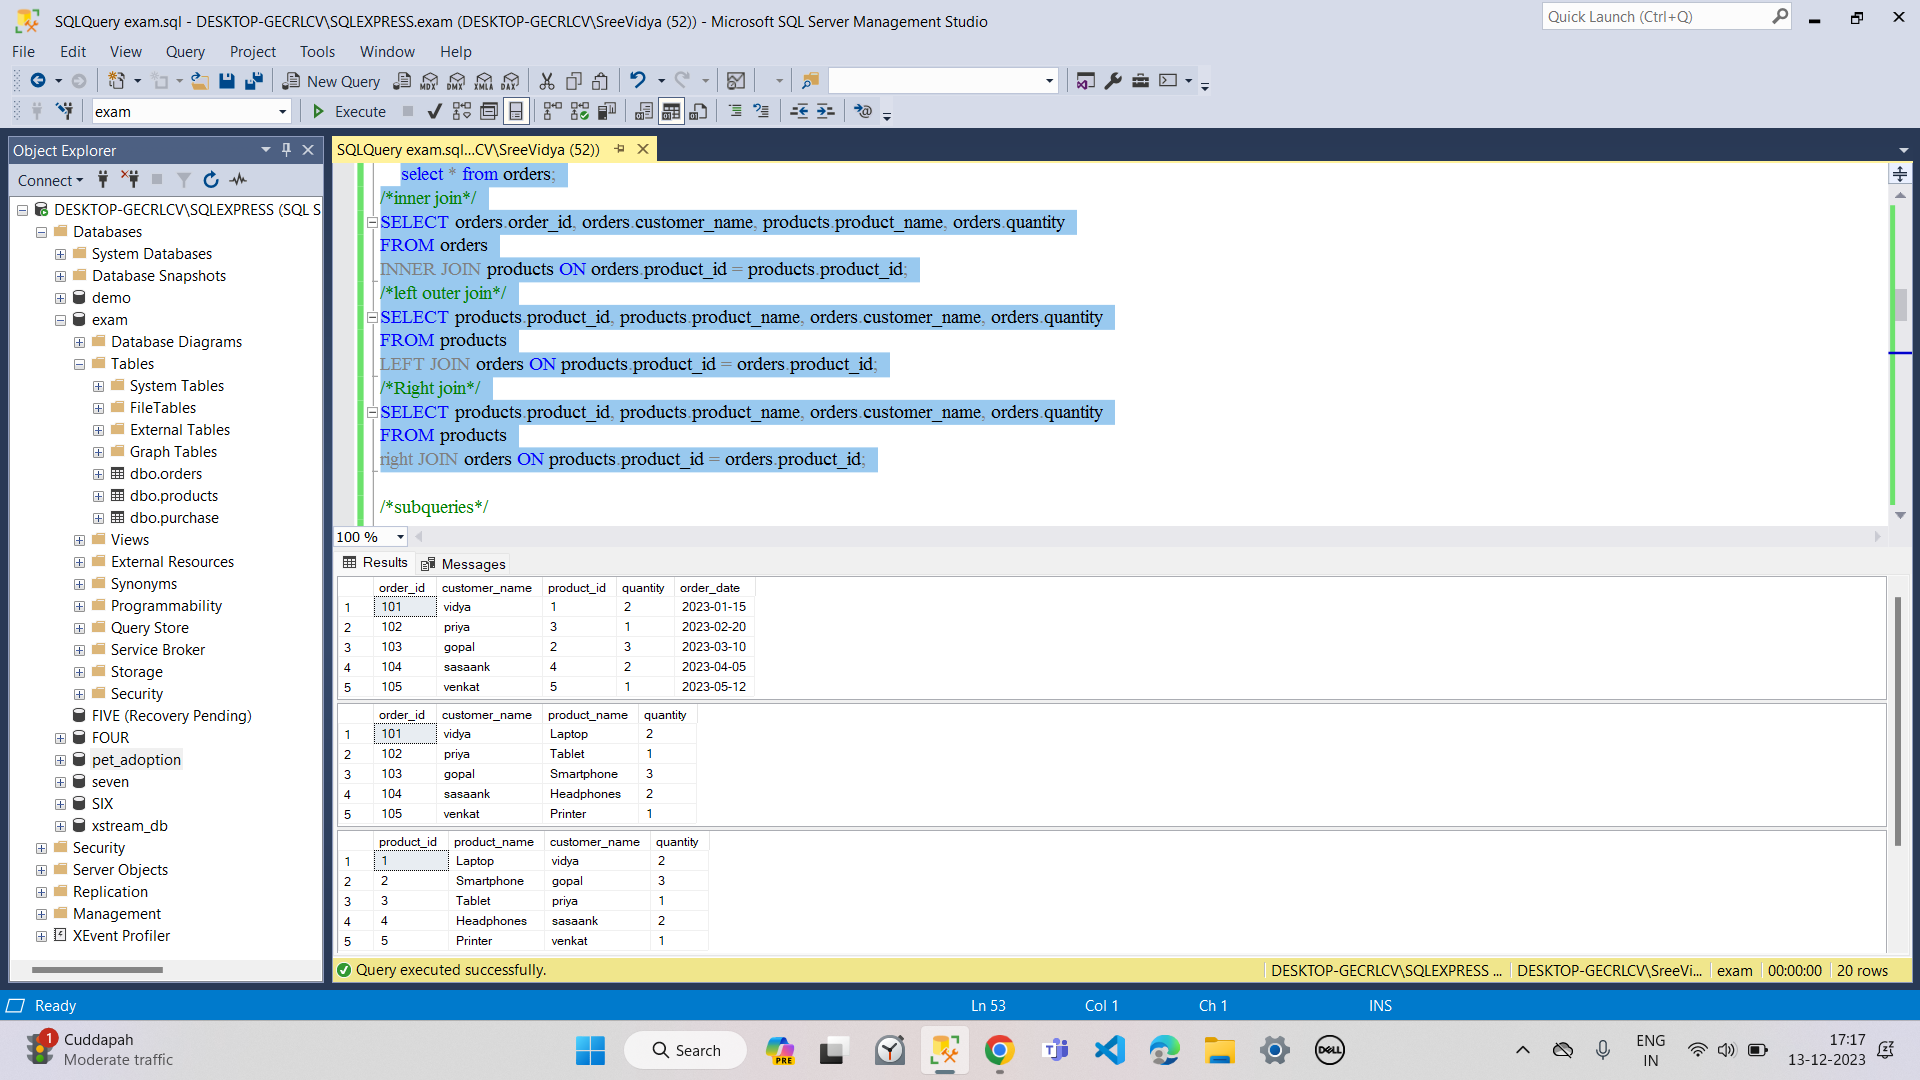 SQLQuery exam.sql - DESKTOP-GECRLCV\SQLEXPRESS.exam (DESKTOP-GECRLCV\SreeVidya (52)) - Microsoft SQL Server Management Studio
Quick Launch (Ctrl+Q)
File Edit View Query Project Tools Window Help
New Query MDX DMX XMLA DAX
exam Execute
Object Explorer
Connect
DESKTOP-GECRLCV\SQLEXPRESS (SQL S
Databases
System Databases
Database Snapshots
demo
exam
Database Diagrams
Tables
System Tables
FileTables
External Tables
Graph Tables
dbo.orders
dbo.products
dbo.purchase
Views
External Resources
Synonyms
Programmability
Query Store
Service Broker
Storage
Security
FIVE (Recovery Pending)
FOUR
pet_adoption
seven
SIX
xstream_db
Security
Server Objects
Replication
Management
XEvent Profiler
SQLQuery exam.sql...CV\SreeVidya (52))
select * from orders;
/*inner join*/
SELECT orders.order_id, orders.customer_name, products.product_name, orders.quantity
FROM orders
INNER JOIN products ON orders.product_id = products.product_id;
/*left outer join*/
SELECT products.product_id, products.product_name, orders.customer_name, orders.quantity
FROM products
LEFT JOIN orders ON products.product_id = orders.product_id;
/*Right join*/
SELECT products.product_id, products.product_name, orders.customer_name, orders.quantity
FROM products
right JOIN orders ON products.product_id = orders.product_id;
/*subqueries*/
100 %
Results Messages
order_id customer_name product_id quantity order_date
1 101 vidya 1 2 2023-01-15
2 102 priya 3 1 2023-02-20
3 103 gopal 2 3 2023-03-10
4 104 sasaank 4 2 2023-04-05
5 105 venkat 5 1 2023-05-12
order_id customer_name product_name quantity
1 101 vidya Laptop 2
2 102 priya Tablet 1
3 103 gopal Smartphone 3
4 104 sasaank Headphones 2
5 105 venkat Printer 1
product_id product_name customer_name quantity
1 1 Laptop vidya 2
2 2 Smartphone gopal 3
3 3 Tablet priya 1
4 4 Headphones sasaank 2
5 5 Printer venkat 1
Query executed successfully. DESKTOP-GECRLCV\SQLEXPRESS ... DESKTOP-GECRLCV\SreeVi... exam 00:00:00 20 rows
Ready Ln 53 Col 1 Ch 1 INS
1 Cuddapah
Moderate traffic
Search
PRE
DELL
ENG
IN
17:17
13-12-2023